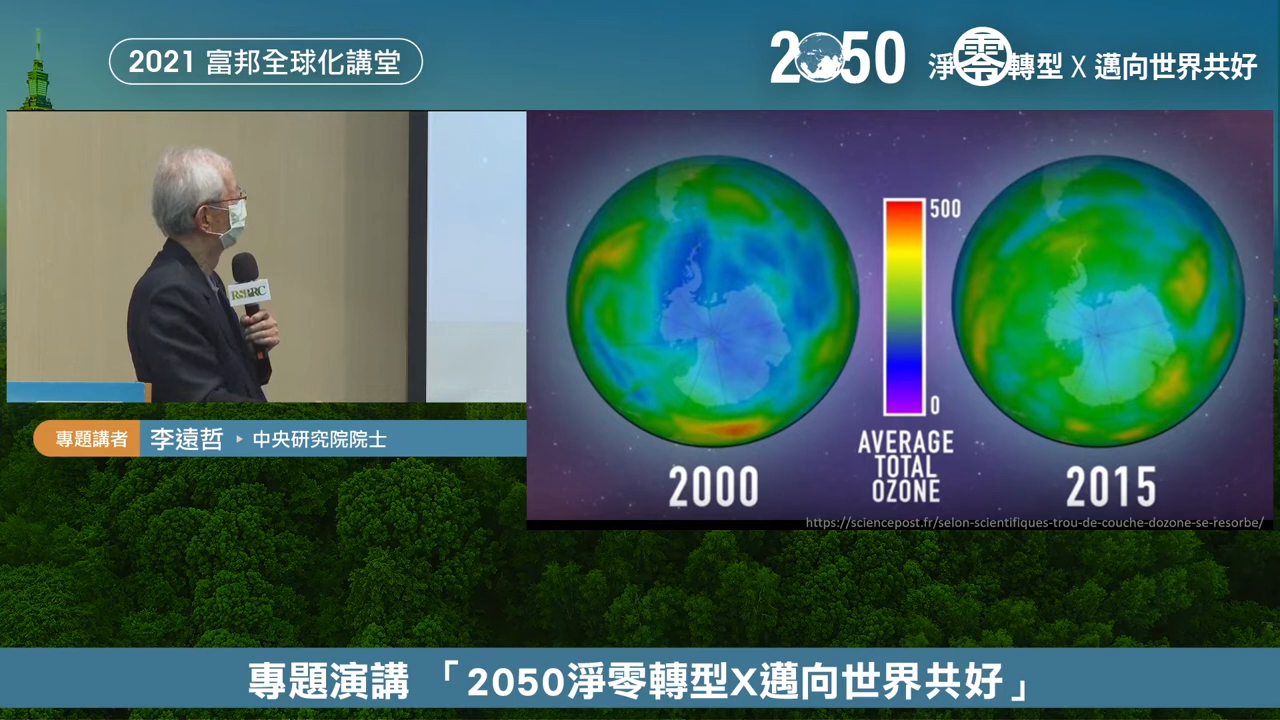 2021 富邦全球化講堂
2050 淨零轉型 X 邁向世界共好
RSPRC
專題講者 李遠哲 ▸ 中央研究院院士
500
0
AVERAGE
TOTAL
OZONE
2000
2015
https://sciencepost.fr/selon-scientifiques-trou-de-couche-dozone-se-resorbe/
專題演講 「2050淨零轉型X邁向世界共好」